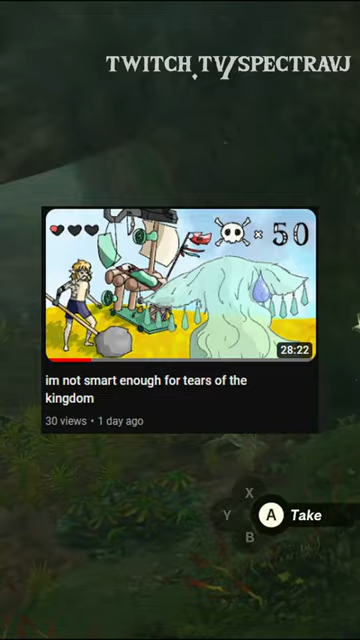 TWITCH.TV/SPECTRAVJ
× 50
28:22
im not smart enough for tears of the
kingdom
30 views • 1 day ago
X
Y
A Take
B